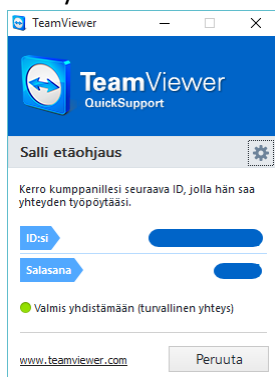 TeamViewer
TeamViewer
QuickSupport
Salli etäohjaus
Kerro kumppanillesi seuraava ID, jolla hän saa
yhteyden työpöytääsi.
ID:si
Salasana
Valmis yhdistämään (turvallinen yhteys)
www.teamviewer.com
Peruuta